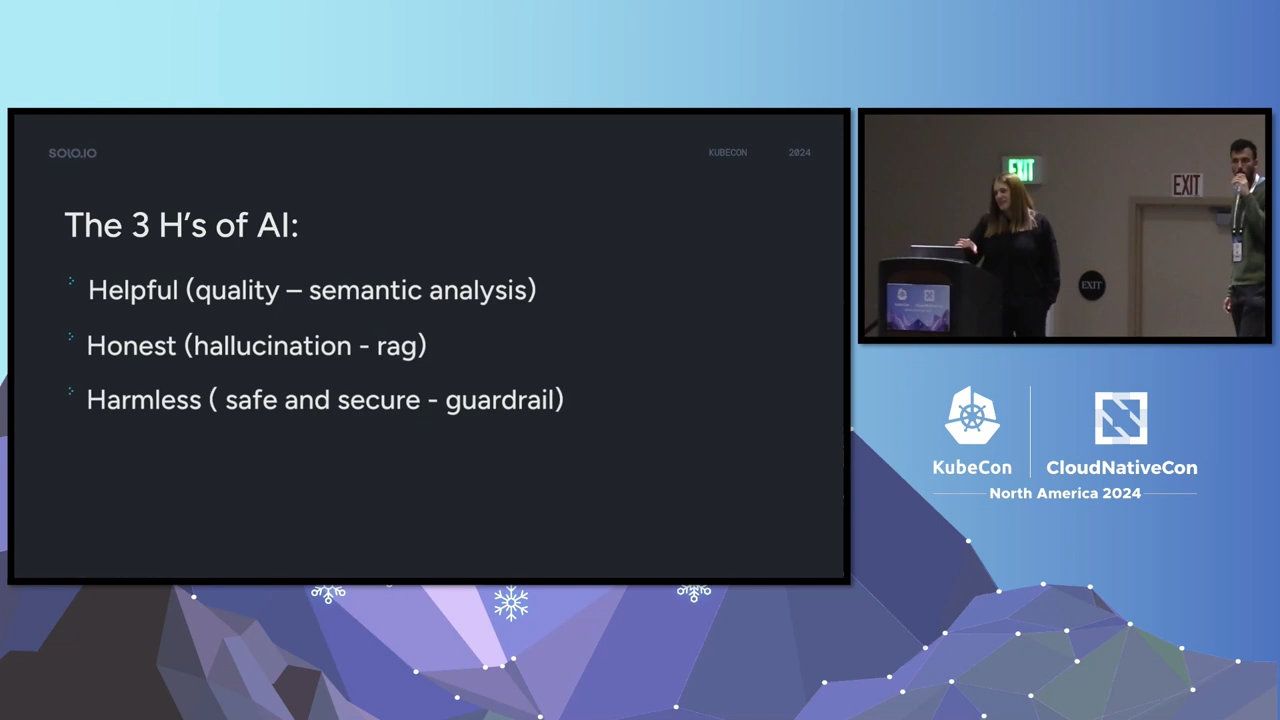 SOLO.IO
KUBECON 2024
The 3 H's of AI:
Helpful (quality – semantic analysis)
Honest (hallucination - rag)
Harmless ( safe and secure - guardrail)
EXIT
EXIT
EXIT
KubeCon
CloudNativeCon
North America 2024